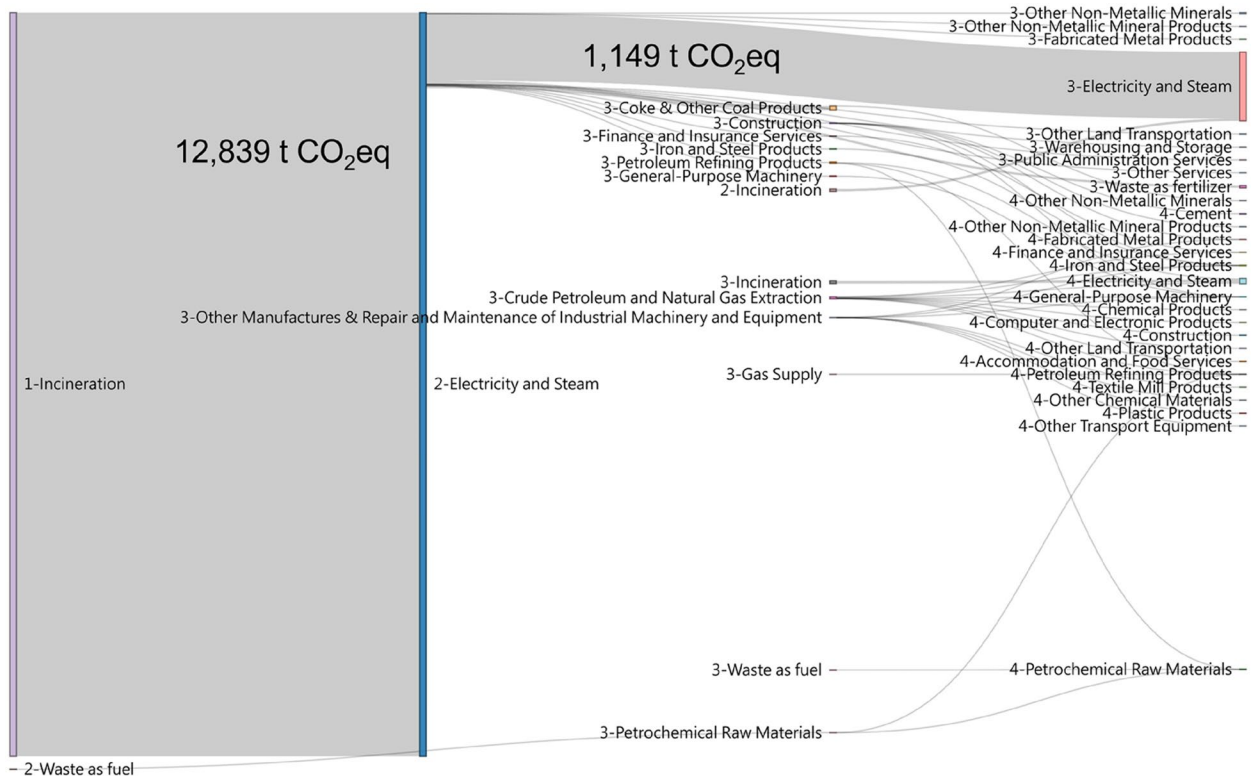 3-Other Non-Metallic Minerals
3-Other Non-Metallic Mineral Products
3-Fabricated Metal Products
1,149 t CO₂eq
3-Electricity and Steam
3-Coke & Other Coal Products
3-Construction
3-Finance and Insurance Services
3-Iron and Steel Products
3-Petroleum Refining Products
3-General-Purpose Machinery
2-Incineration
12,839 t CO₂eq
3-Other Land Transportation
3-Warehousing and Storage
3-Public Administration Services
3-Other Services
3-Waste as fertilizer
4-Other Non-Metallic Minerals
4-Cement
4-Other Non-Metallic Mineral Products
4-Fabricated Metal Products
4-Finance and Insurance Services
4-Iron and Steel Products
3-Incineration
4-Electricity and Steam
3-Crude Petroleum and Natural Gas Extraction
4-General-Purpose Machinery
4-Chemical Products
3-Other Manufactures & Repair and Maintenance of Industrial Machinery and Equipment
4-Computer and Electronic Products
4-Construction
4-Other Land Transportation
4-Accommodation and Food Services
3-Gas Supply
4-Petroleum Refining Products
1-Incineration
2-Electricity and Steam
4-Textile Mill Products
4-Other Chemical Materials
4-Plastic Products
4-Other Transport Equipment
3-Waste as fuel
4-Petrochemical Raw Materials
3-Petrochemical Raw Materials
2-Waste as fuel